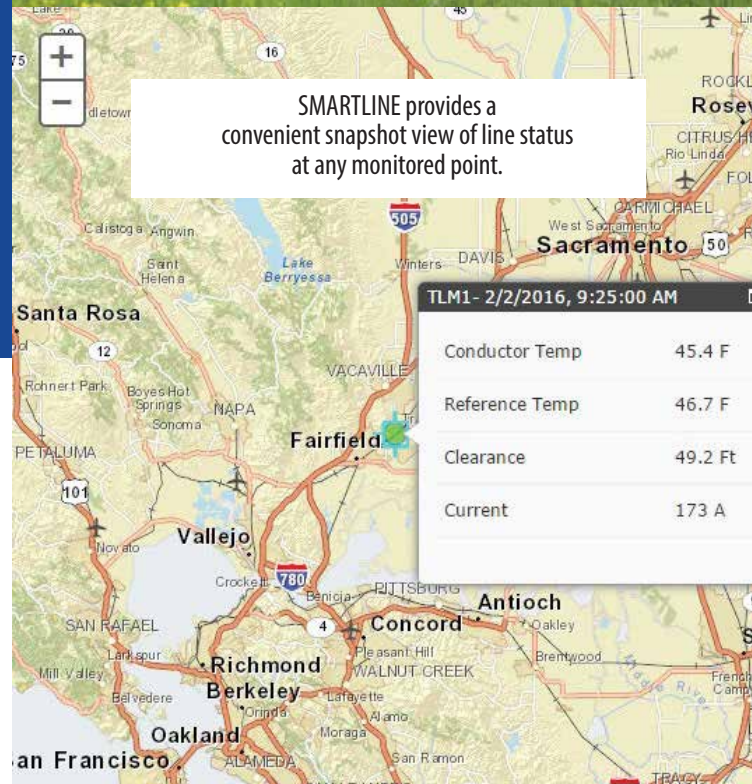 45
16
+
−
SMARTLINE provides a
convenient snapshot view of line status
at any monitored point.
Rio Linda
CARMICHAEL
505
Calistoga Angwin
West Sacramento
Sacramento 50
Saint
Helena
Lake
Berryessa
Winters
DAVIS
TLM1- 2/2/2016, 9:25:00 AM
Santa Rosa
Conductor Temp 45.4 F
12
VACAVILLE
Rohnert Park
Boyes Hot
Springs
NAPA
Reference Temp 46.7 F
Sonoma
Fairfield
PETALUMA
Clearance 49.2 Ft
101
Current 173 A
Novato
Vallejo
Crockett
780
Benicia
PITTSBURG
Antioch
SAN RAFAEL
4
Concord
Oakley
Larkspur
Pleasant Hill
Brentwood
Mill Valley
Richmond
WALNUT CREEK
Middle River
French
Camp
Berkeley
Belvedere
Lafayette
Orinda
Alamo
Oakland
Moraga
an Francisco
ALAMEDA
San Ramon
TRACY